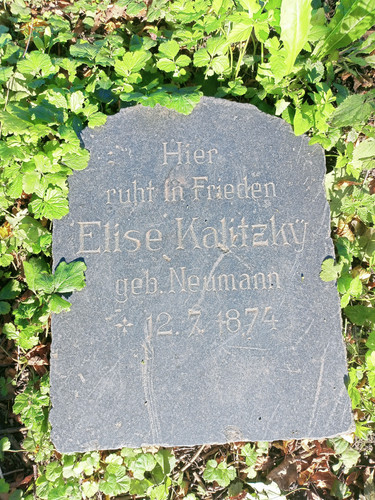 Hier
ruht in Frieden
Elise Kalitzky
geb. Neumann
* 12.7.1874